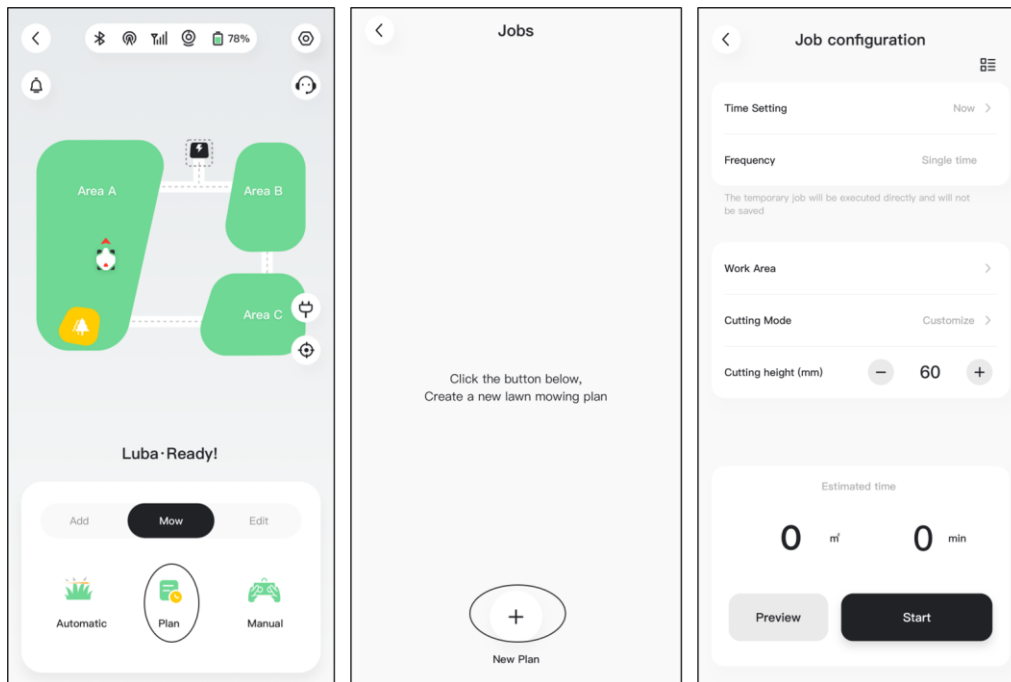 78%
Area A
Area B
Area C
Luba·Ready!
Add
Mow
Edit
Automatic
Plan
Manual
Jobs
Click the button below,
Create a new lawn mowing plan
+
New Plan
Job configuration
Time Setting
Now >
Frequency
Single time
The temporary job will be executed directly and will not
be saved
Work Area
>
Cutting Mode
Customize >
Cutting height (mm)
− 60 +
Estimated time
0 ㎡
0 min
Preview
Start